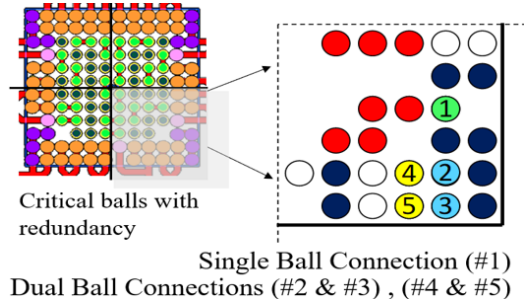 1
4 2
5 3
Critical balls with
redundancy
Single Ball Connection (#1)
Dual Ball Connections (#2 & #3) , (#4 & #5)